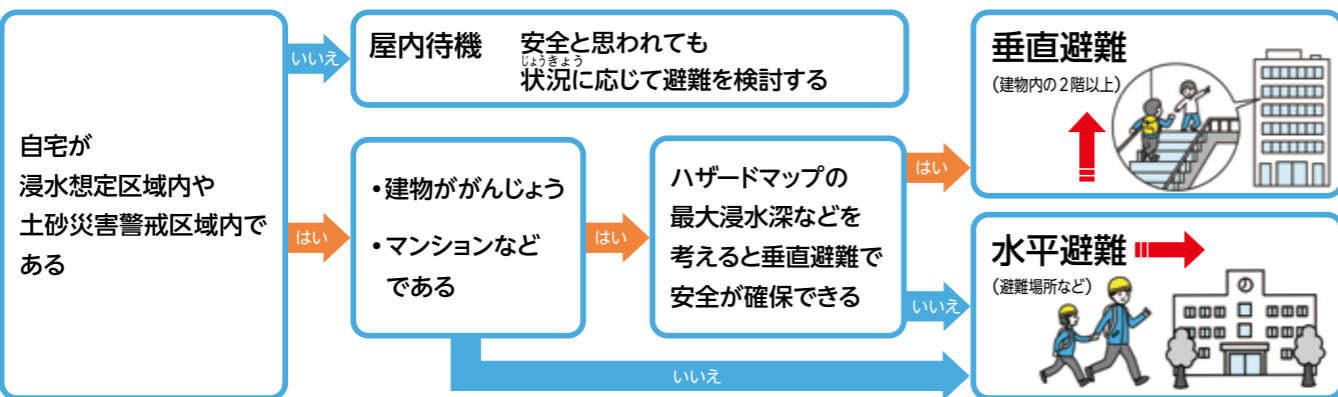 自宅が
浸水想定区域内や
土砂災害警戒区域内で
ある
いいえ
屋内待機
安全と思われても
じょうきょう
状況に応じて避難を検討する
はい
・建物ががんじょう
・マンションなど
である
はい
ハザードマップの
最大浸水深などを
考えると垂直避難で
安全が確保できる
はい
垂直避難
(建物内の2階以上)
いいえ
水平避難
(避難場所など)
いいえ